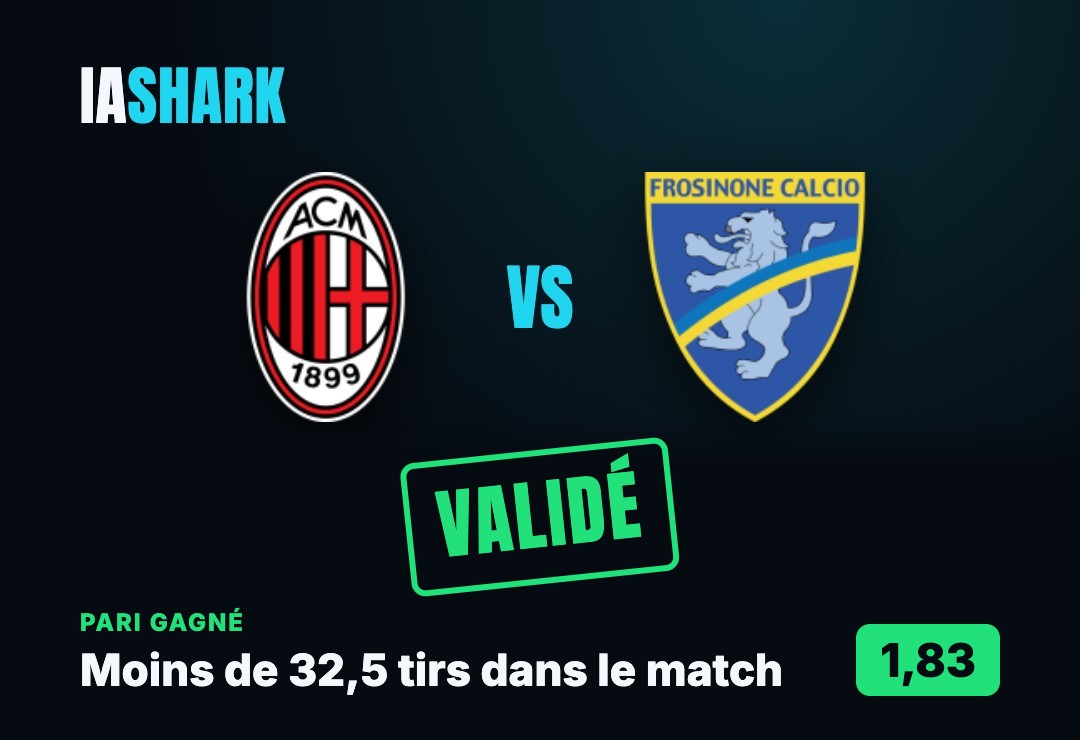 IASHARK
ACM
1899
VS
FROSINONE CALCIO
VALIDÉ
PARI GAGNÉ
Moins de 32,5 tirs dans le match
1,83